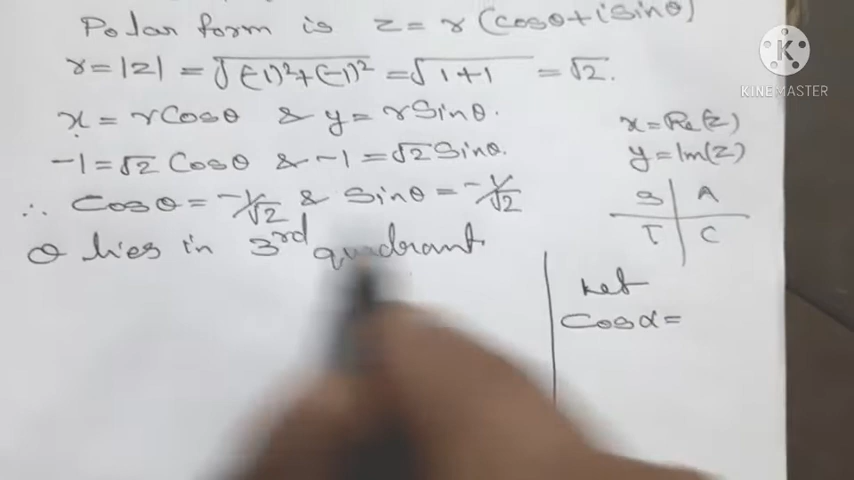 Polar form is z = r (cosθ + i sinθ)
r = |z| = √(-1)²+(-1)² = √1+1 = √2.
x = r Cosθ & y = r Sinθ.
-1 = √2 Cosθ & -1 = √2 Sinθ.
∴ Cosθ = -1/√2 & Sinθ = -1/√2
θ lies in 3rd quadrant
x = Re(z)
y = Im(z)
S A
T C
Let
Cosα =
K
KINEMASTER